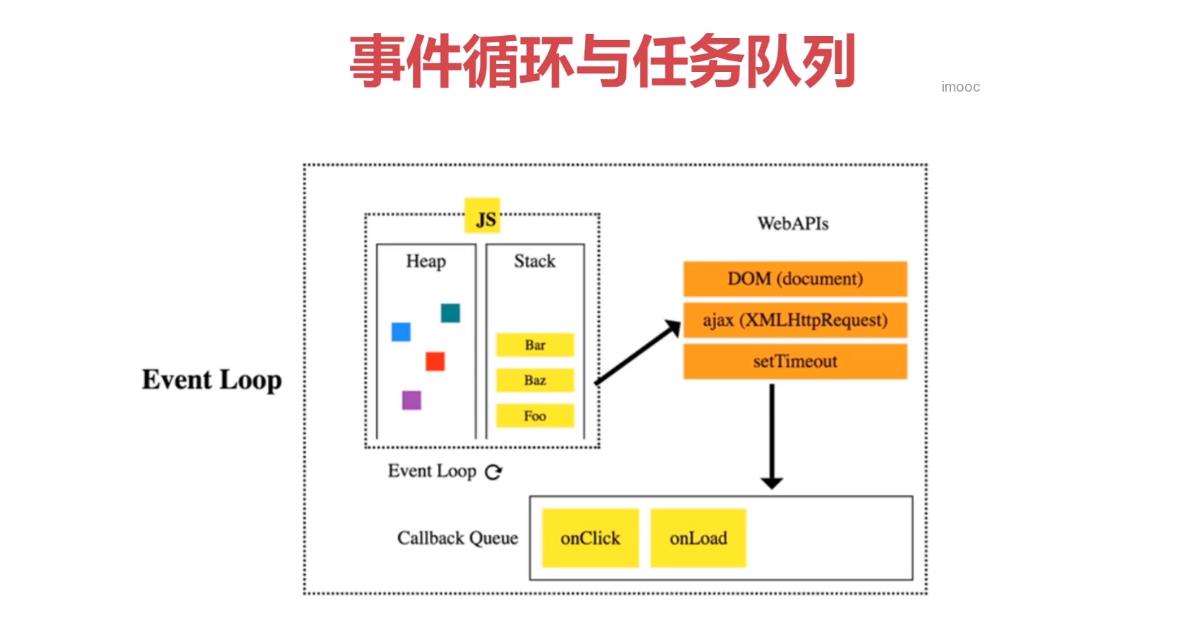 事件循环与任务队列
imooc
JS
WebAPIs
Heap
Stack
DOM (document)
ajax (XMLHttpRequest)
setTimeout
Bar
Baz
Foo
Event Loop
Event Loop
Callback Queue
onClick
onLoad